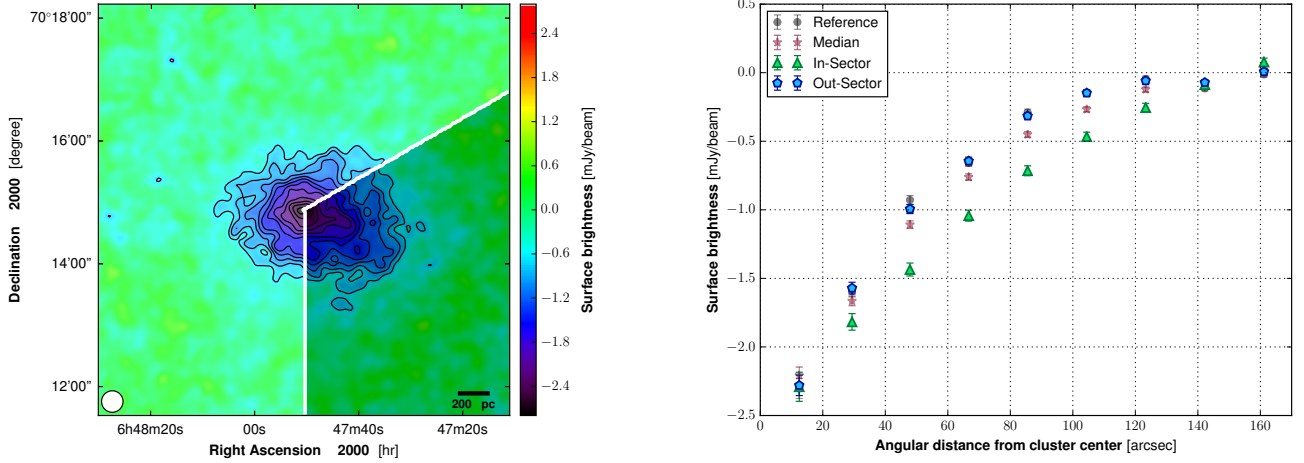 70°18'00"
16'00"
14'00"
12'00"
Declination 2000 [degree]
6h48m20s
00s
47m40s
47m20s
Right Ascension 2000 [hr]
200 pc
2.4
1.8
1.2
0.6
0.0
−0.6
−1.2
−1.8
−2.4
Surface brightness [mJy/beam]
0.5
0.0
−0.5
−1.0
−1.5
−2.0
−2.5
Surface brightness [mJy/beam]
Reference
Median
In-Sector
Out-Sector
0 20 40 60 80 100 120 140 160
Angular distance from cluster center [arcsec]